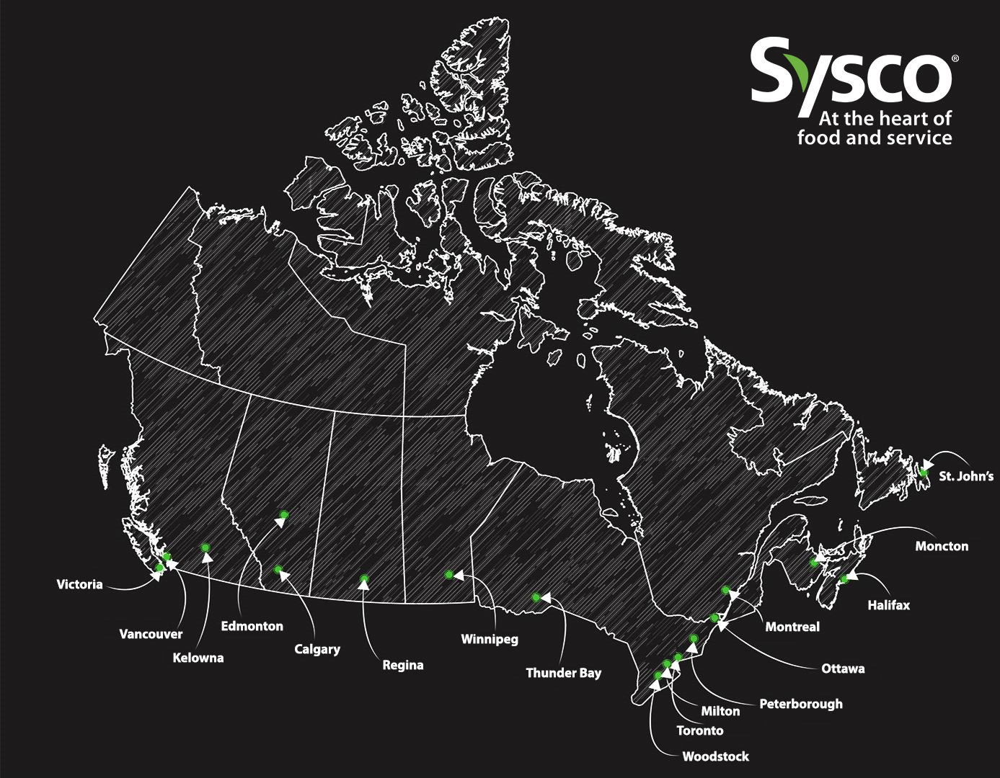 Sysco®
At the heart of
food and service
St. John's
Moncton
Halifax
Victoria
Vancouver
Kelowna
Edmonton
Calgary
Regina
Winnipeg
Thunder Bay
Montreal
Ottawa
Peterborough
Milton
Toronto
Woodstock